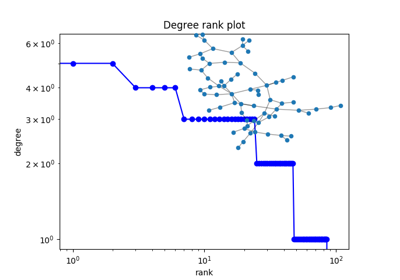 Degree rank plot
6 × 10⁰
4 × 10⁰
3 × 10⁰
2 × 10⁰
10⁰
degree
10⁰ 10¹ 10²
rank